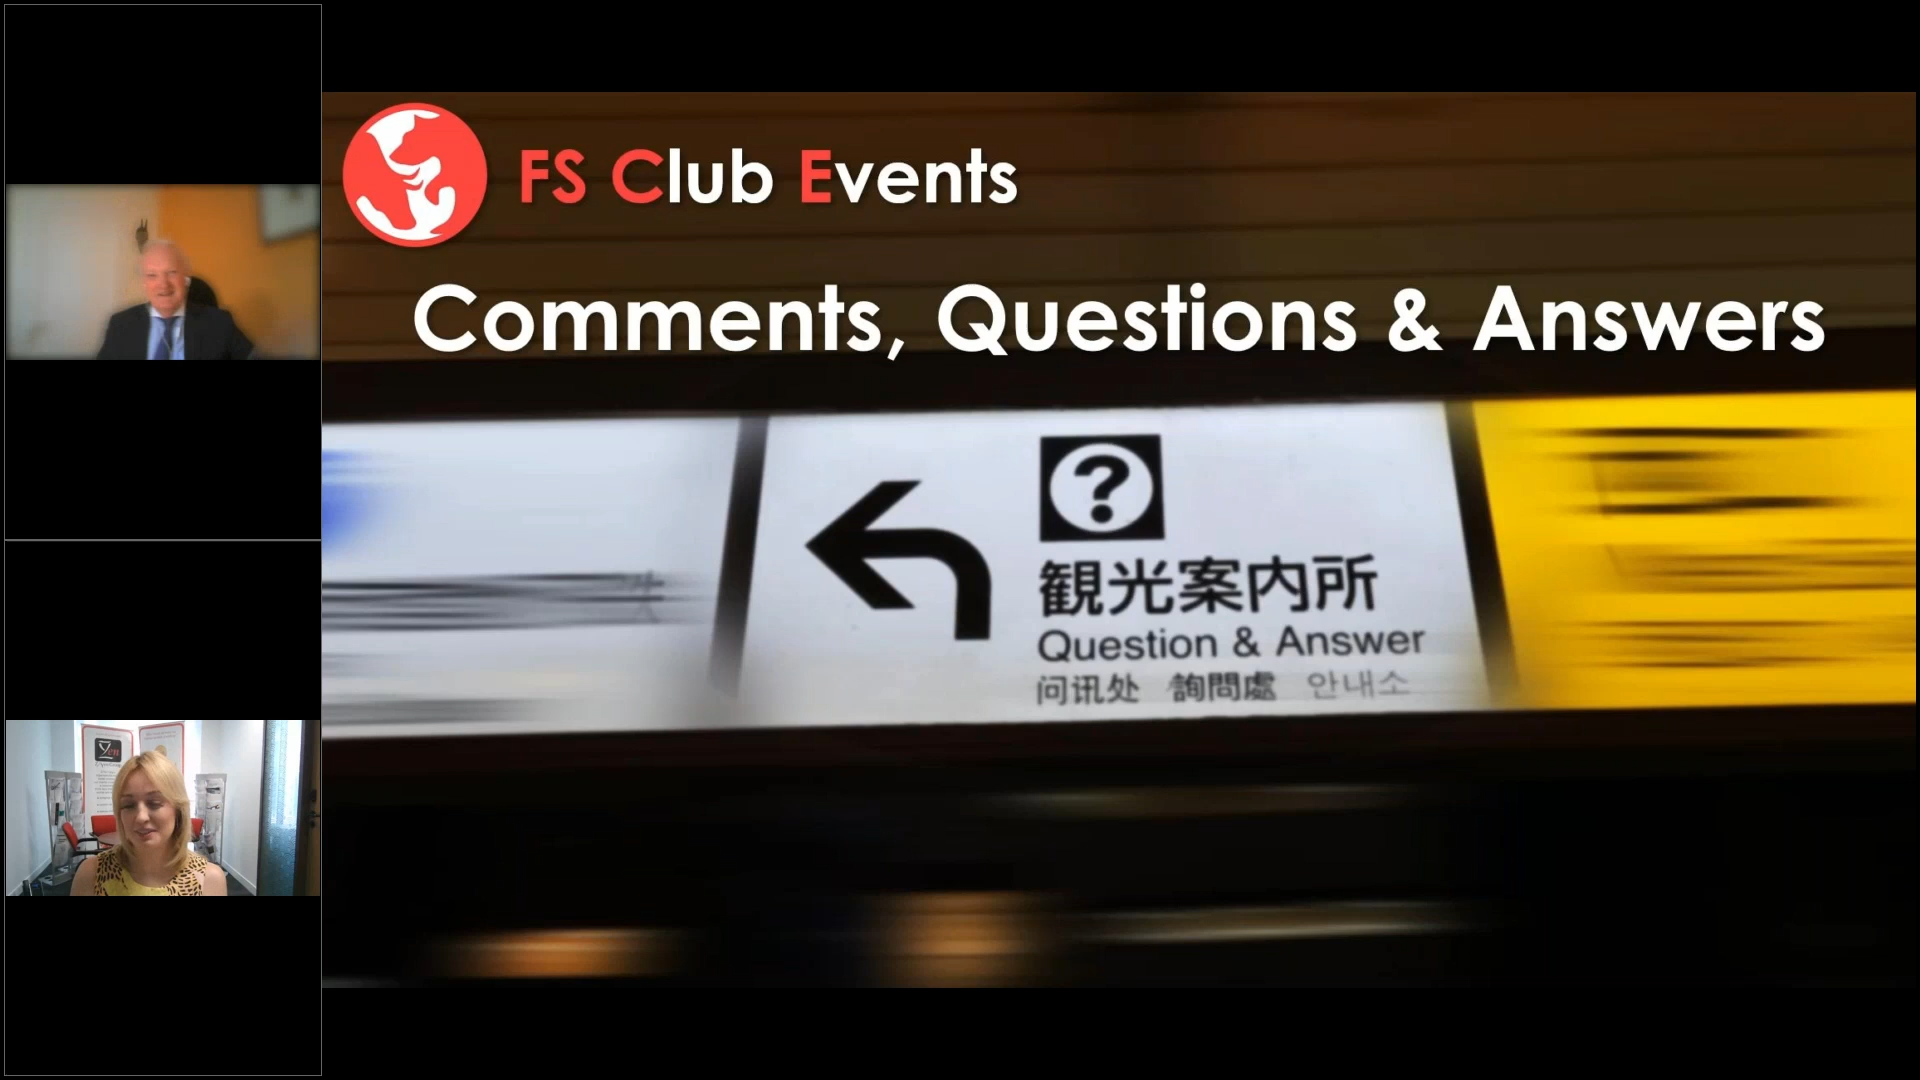 FS Club Events
Comments, Questions & Answers
?
観光案内所
Question & Answer
问讯处 詢問處 안내소
Yen